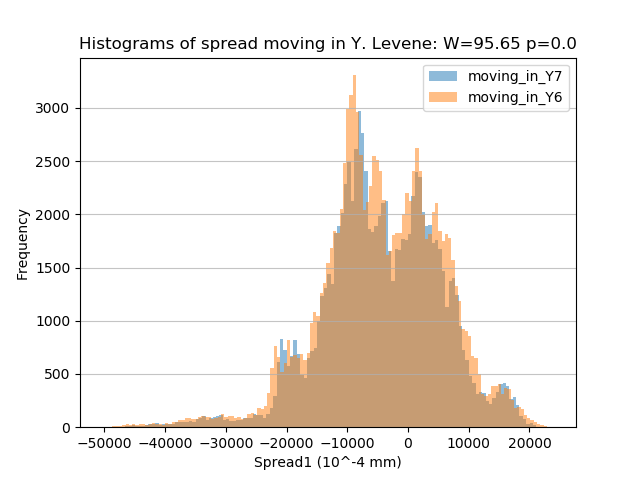 Histograms of spread moving in Y. Levene: W=95.65 p=0.0
moving_in_Y7
moving_in_Y6
Frequency
3000
2500
2000
1500
1000
500
0
−50000 −40000 −30000 −20000 −10000 0 10000 20000
Spread1 (10^-4 mm)